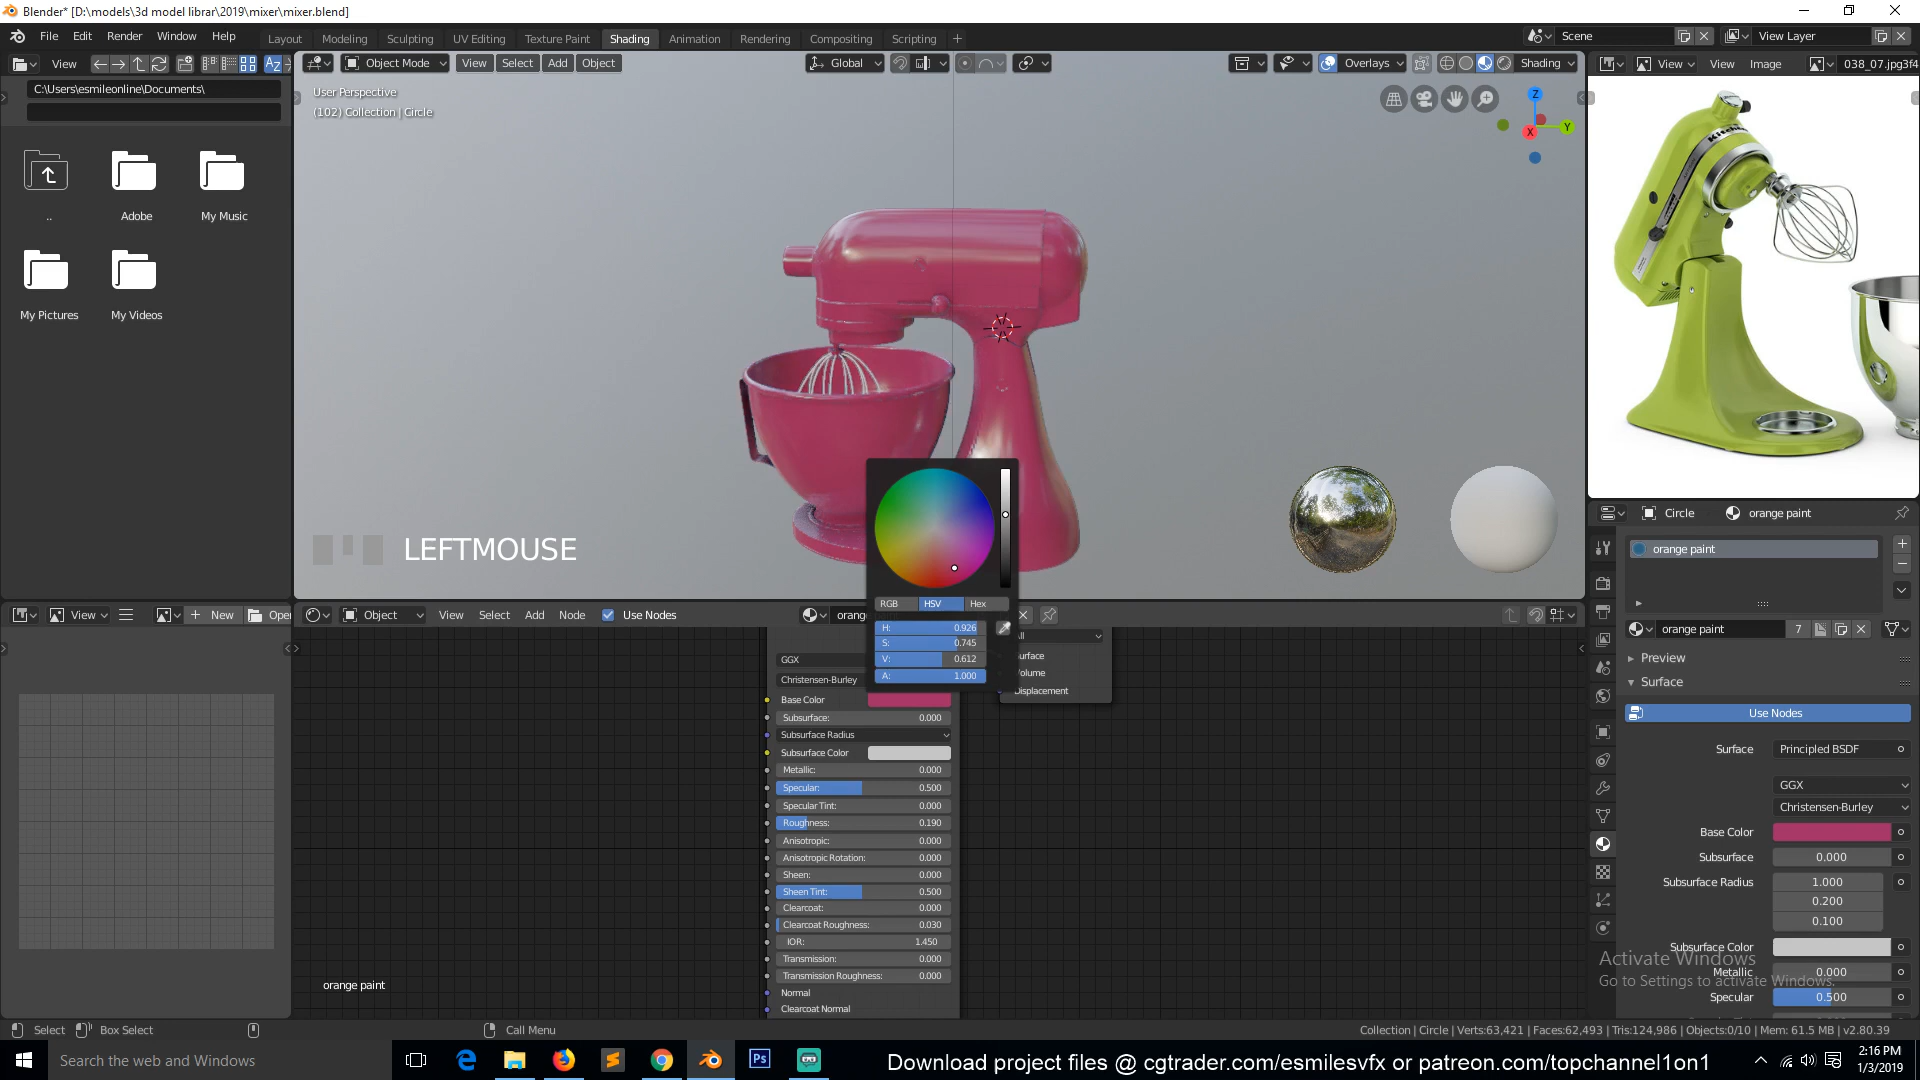 Blender* [D:\models\3d model librar\2019\mixer\mixer.blend]
File Edit Render Window Help
Layout Modeling Sculpting UV Editing Texture Paint Shading Animation Rendering Compositing Scripting +
Scene View Layer
View
Object Mode View Select Add Object Global Overlays Shading
View View Image 038_07.jpg3f4
C:\Users\esmileonline\Documents\
User Perspective
(102) Collection | Circle
Z
Y
X
..
Adobe
My Music
My Pictures
My Videos
LEFTMOUSE
RGB HSV Hex
H: 0.926
S: 0.745
V: 0.612
A: 1.000
View New Open
Object View Select Add Node Use Nodes
GGX
Christensen-Burley
Base Color
Subsurface: 0.000
Subsurface Radius
Subsurface Color
Metallic: 0.000
Specular: 0.500
Specular Tint: 0.000
Roughness: 0.190
Anisotropic: 0.000
Anisotropic Rotation: 0.000
Sheen: 0.000
Sheen Tint: 0.500
Clearcoat: 0.000
Clearcoat Roughness: 0.030
IOR: 1.450
Transmission: 0.000
Transmission Roughness: 0.000
Normal
Clearcoat Normal
Displacement
orange paint
Circle orange paint
orange paint
orange paint 7
Preview
Surface
Use Nodes
Surface Principled BSDF
GGX
Christensen-Burley
Base Color
Subsurface 0.000
Subsurface Radius 1.000
0.200
0.100
Subsurface Color
Metallic 0.000
Specular 0.500
Activate Windows
Go to Settings to activate Windows.
Select Box Select Call Menu
Collection | Circle | Verts:63,421 | Faces:62,493 | Tris:124,986 | Objects:0/10 | Mem: 61.5 MB | v2.80.39
Search the web and Windows
Download project files @ cgtrader.com/esmilesvfx or patreon.com/topchannel1on1
2:16 PM
1/3/2019